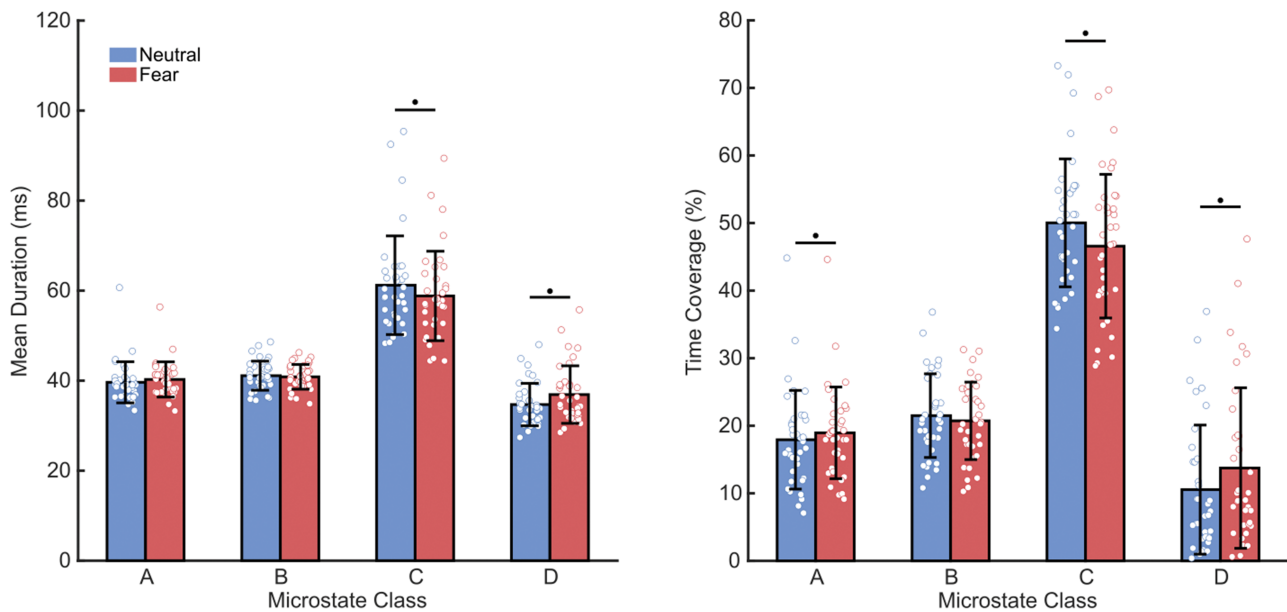 120
100
80
60
40
20
0
Mean Duration (ms)
Neutral
Fear
A B C D
Microstate Class
80
70
60
50
40
30
20
10
0
Time Coverage (%)
A B C D
Microstate Class